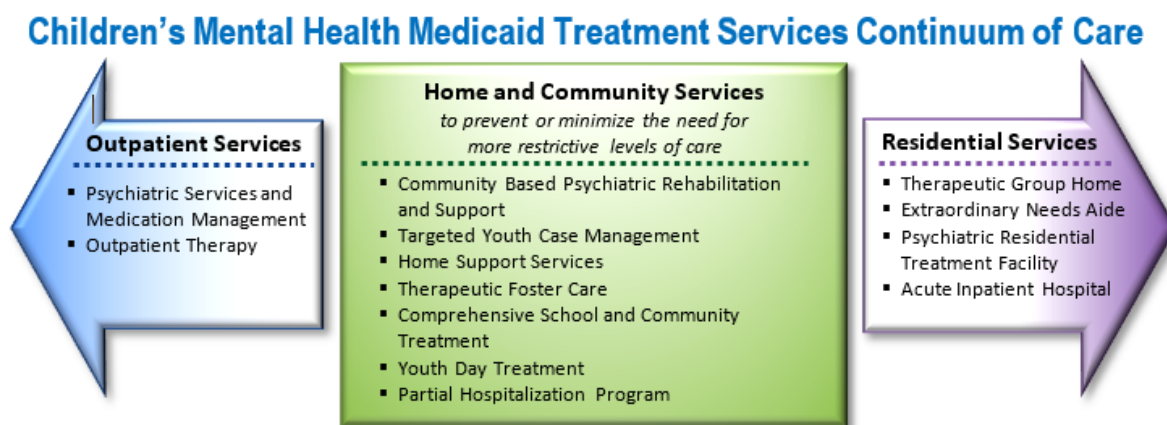 Children's Mental Health Medicaid Treatment Services Continuum of Care
Outpatient Services
▪ Psychiatric Services and
Medication Management
▪ Outpatient Therapy
Home and Community Services
to prevent or minimize the need for
more restrictive levels of care
▪ Community Based Psychiatric Rehabilitation
and Support
▪ Targeted Youth Case Management
▪ Home Support Services
▪ Therapeutic Foster Care
▪ Comprehensive School and Community
Treatment
▪ Youth Day Treatment
▪ Partial Hospitalization Program
Residential Services
▪ Therapeutic Group Home
▪ Extraordinary Needs Aide
▪ Psychiatric Residential
Treatment Facility
▪ Acute Inpatient Hospital